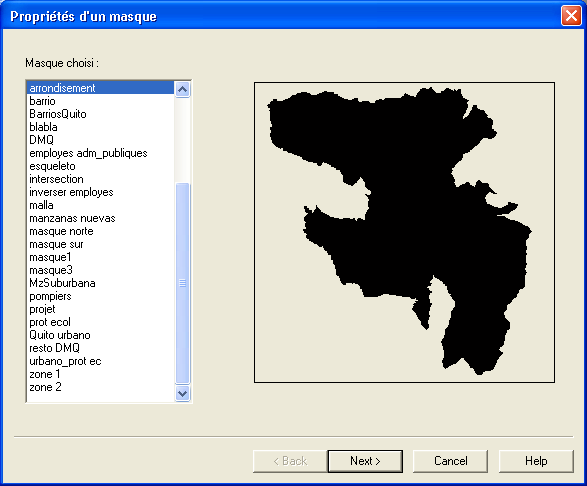 Propriétés d'un masque
Masque choisi :
arrondisement
barrio
BarriosQuito
blabla
DMQ
employes adm_publiques
esqueleto
intersection
inverser employes
malla
manzanas nuevas
masque norte
masque sur
masque1
masque3
MzSuburbana
pompiers
projet
prot ecol
Quito urbano
resto DMQ
urbano_prot ec
zone 1
zone 2
< Back
Next >
Cancel
Help